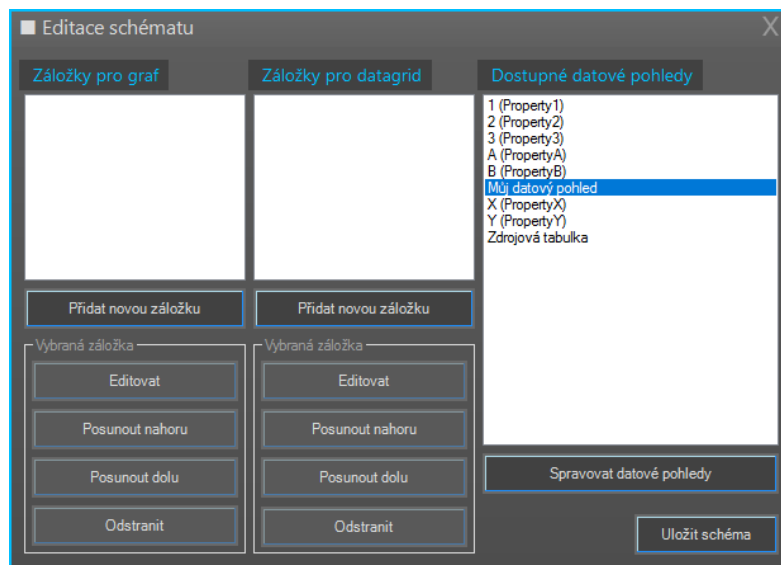 Editace schématu
X
Záložky pro graf
Záložky pro datagrid
Dostupné datové pohledy
1 (Property1)
2 (Property2)
3 (Property3)
A (PropertyA)
B (PropertyB)
Můj datový pohled
X (PropertyX)
Y (PropertyY)
Zdrojová tabulka
Přidat novou záložku
Přidat novou záložku
Vybraná záložka
Vybraná záložka
Editovat
Editovat
Posunout nahoru
Posunout nahoru
Posunout dolu
Posunout dolu
Spravovat datové pohledy
Odstranit
Odstranit
Uložit schéma